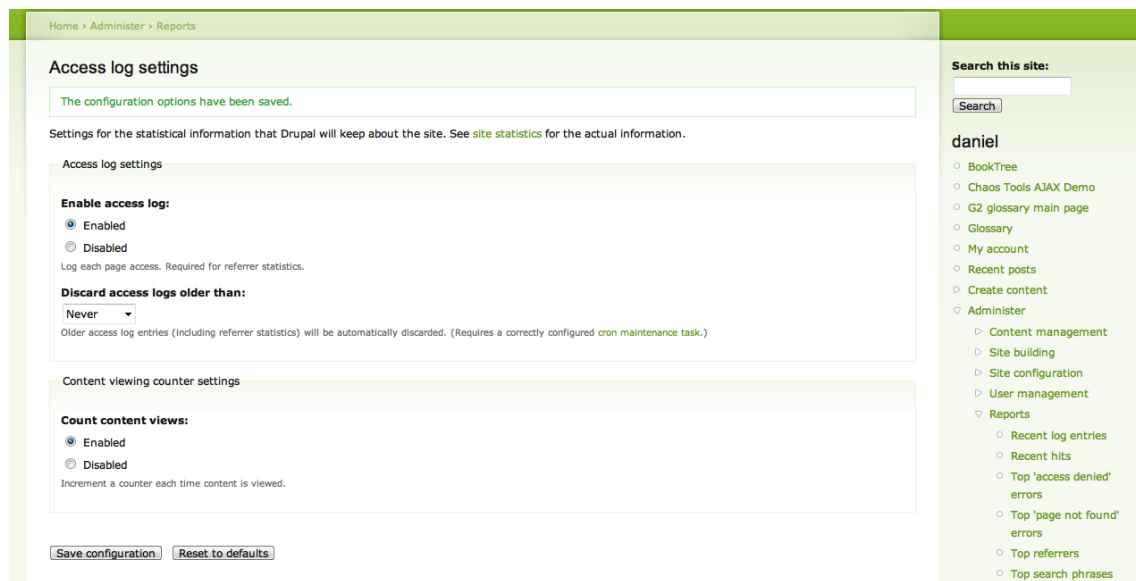 Home › Administer › Reports
Access log settings
The configuration options have been saved.
Settings for the statistical information that Drupal will keep about the site. See site statistics for the actual information.
Access log settings
Enable access log:
Enabled
Disabled
Log each page access. Required for referrer statistics.
Discard access logs older than:
Never
Older access log entries (including referrer statistics) will be automatically discarded. (Requires a correctly configured cron maintenance task.)
Content viewing counter settings
Count content views:
Enabled
Disabled
Increment a counter each time content is viewed.
Save configuration Reset to defaults
Search this site:
Search
daniel
BookTree
Chaos Tools AJAX Demo
G2 glossary main page
Glossary
My account
Recent posts
Create content
Administer
Content management
Site building
Site configuration
User management
Reports
Recent log entries
Recent hits
Top 'access denied'
errors
Top 'page not found'
errors
Top referrers
Top search phrases